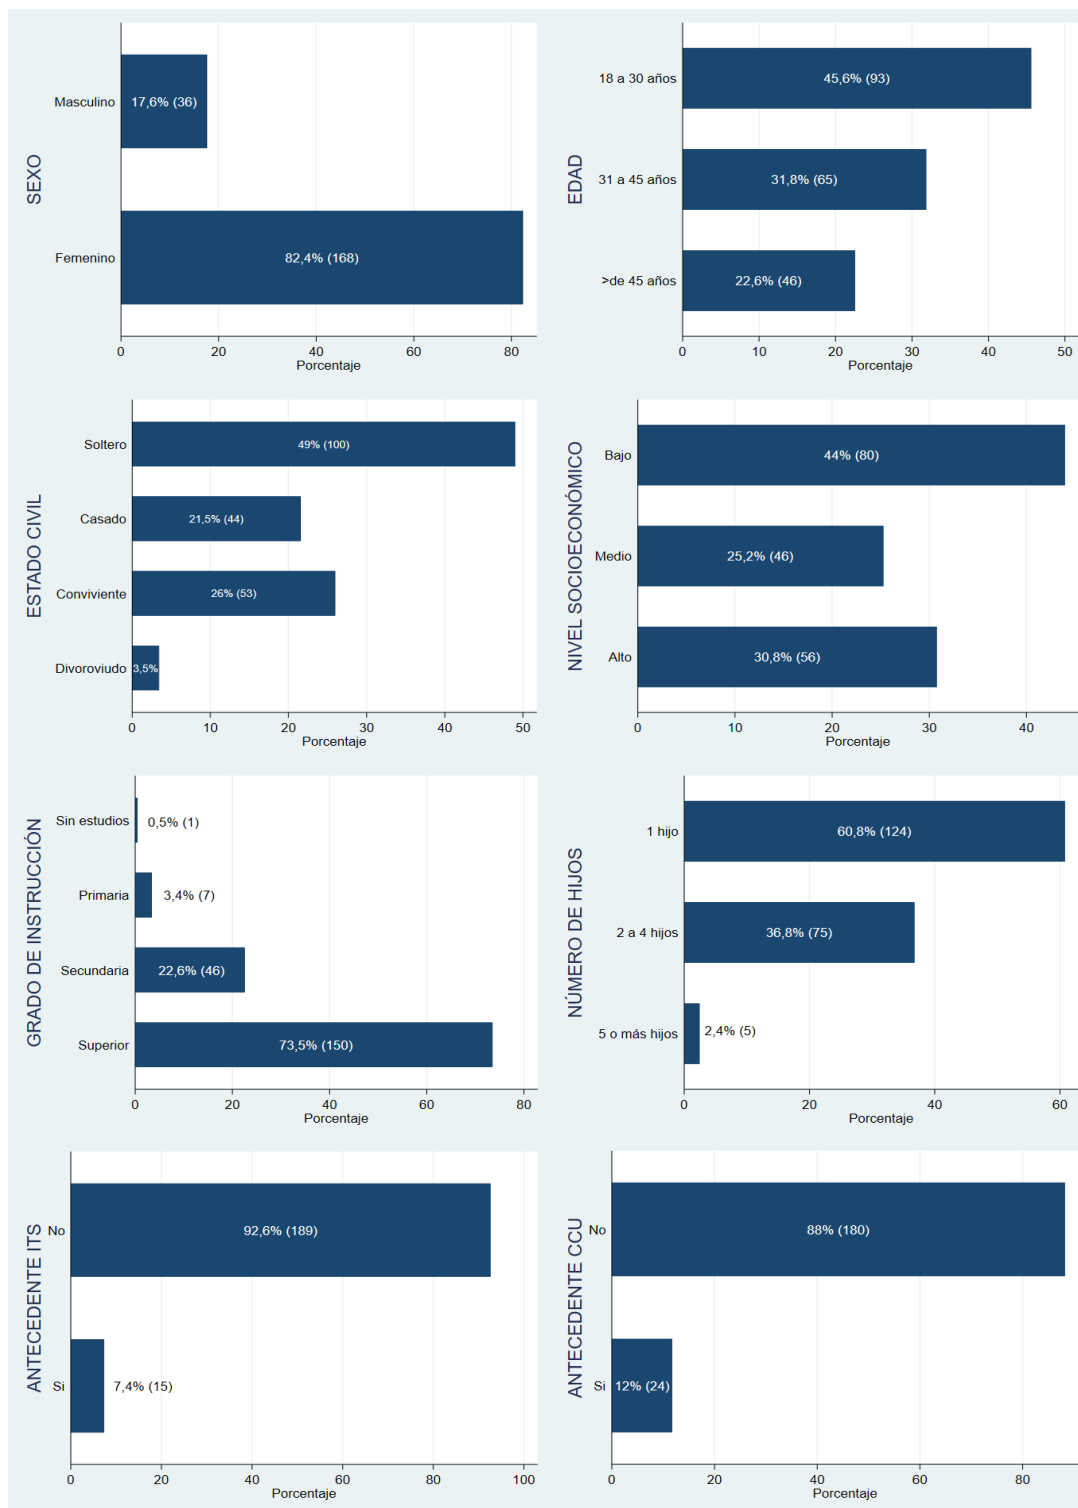 SEXO
Masculino
17,6% (36)
Femenino
82,4% (168)
0 20 40 60 80
Porcentaje
EDAD
18 a 30 años
45,6% (93)
31 a 45 años
31,8% (65)
>de 45 años
22,6% (46)
0 10 20 30 40 50
Porcentaje
ESTADO CIVIL
Soltero
49% (100)
Casado
21,5% (44)
Conviviente
26% (53)
Divoroviudo
3,5%
0 10 20 30 40 50
Porcentaje
NIVEL SOCIOECONÓMICO
Bajo
44% (80)
Medio
25,2% (46)
Alto
30,8% (56)
0 10 20 30 40
Porcentaje
GRADO DE INSTRUCCIÓN
Sin estudios
0,5% (1)
Primaria
3,4% (7)
Secundaria
22,6% (46)
Superior
73,5% (150)
0 20 40 60 80
Porcentaje
NÚMERO DE HIJOS
1 hijo
60,8% (124)
2 a 4 hijos
36,8% (75)
5 o más hijos
2,4% (5)
0 20 40 60
Porcentaje
ANTECEDENTE ITS
No
92,6% (189)
Si
7,4% (15)
0 20 40 60 80 100
Porcentaje
ANTECEDENTE CCU
No
88% (180)
Si
12% (24)
0 20 40 60 80
Porcentaje